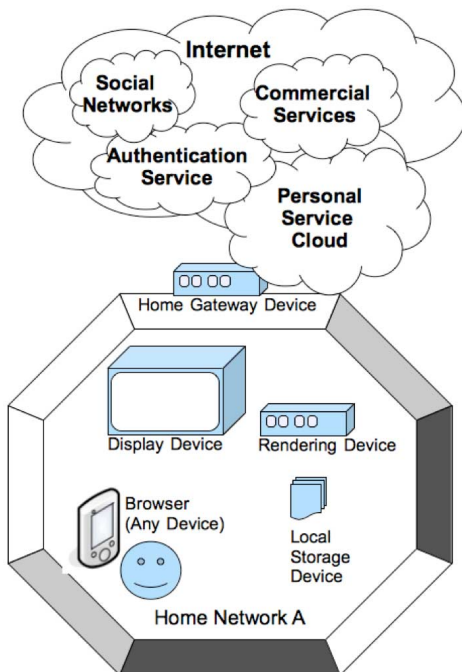 Internet
Social
Networks
Commercial
Services
Authentication
Service
Personal
Service
Cloud
Home Gateway Device
Display Device
Rendering Device
Browser
(Any Device)
Local
Storage
Device
Home Network A